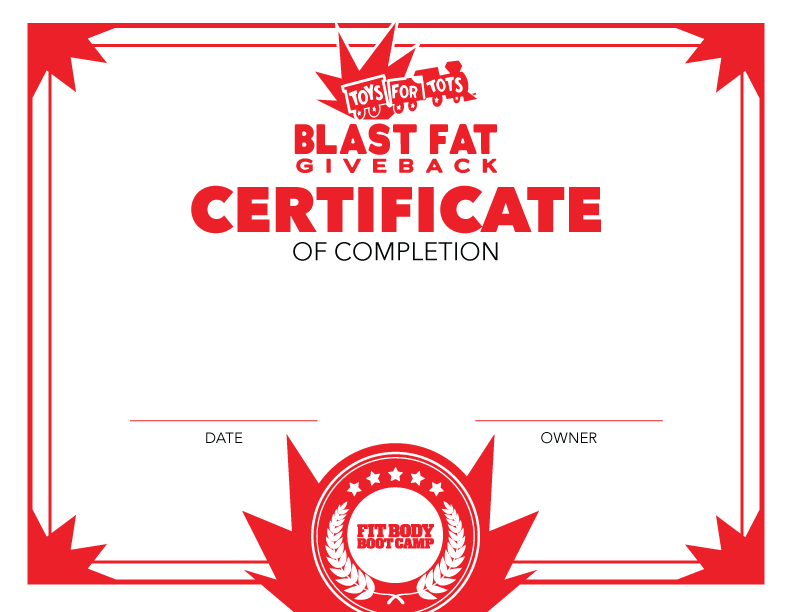 TOYS FOR TOTS
BLAST FAT
GIVEBACK
CERTIFICATE
OF COMPLETION
DATE
OWNER
FIT BODY
BOOT CAMP